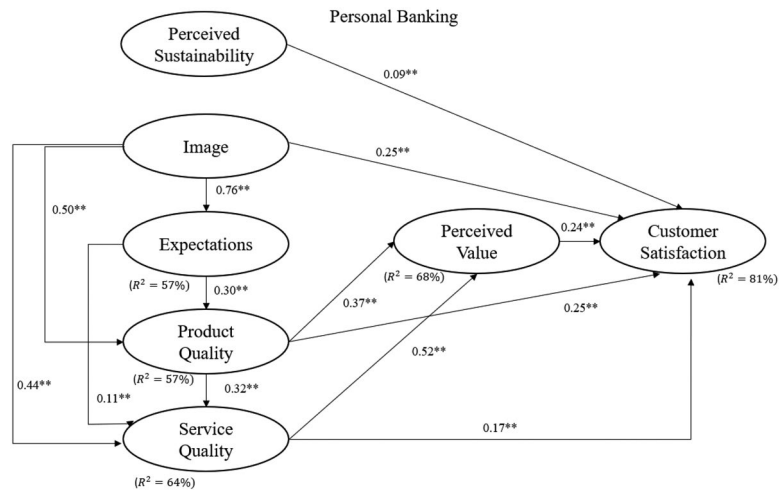 Personal Banking
Perceived
Sustainability
0.09**
Image
0.25**
0.76**
0.50**
Expectations
Perceived
Value
0.24**
Customer
Satisfaction
(R² = 57%)
0.30**
(R² = 68%)
(R² = 81%)
0.37**
0.25**
Product
Quality
0.52**
(R² = 57%)
0.44**
0.11**
0.32**
Service
Quality
0.17**
(R² = 64%)